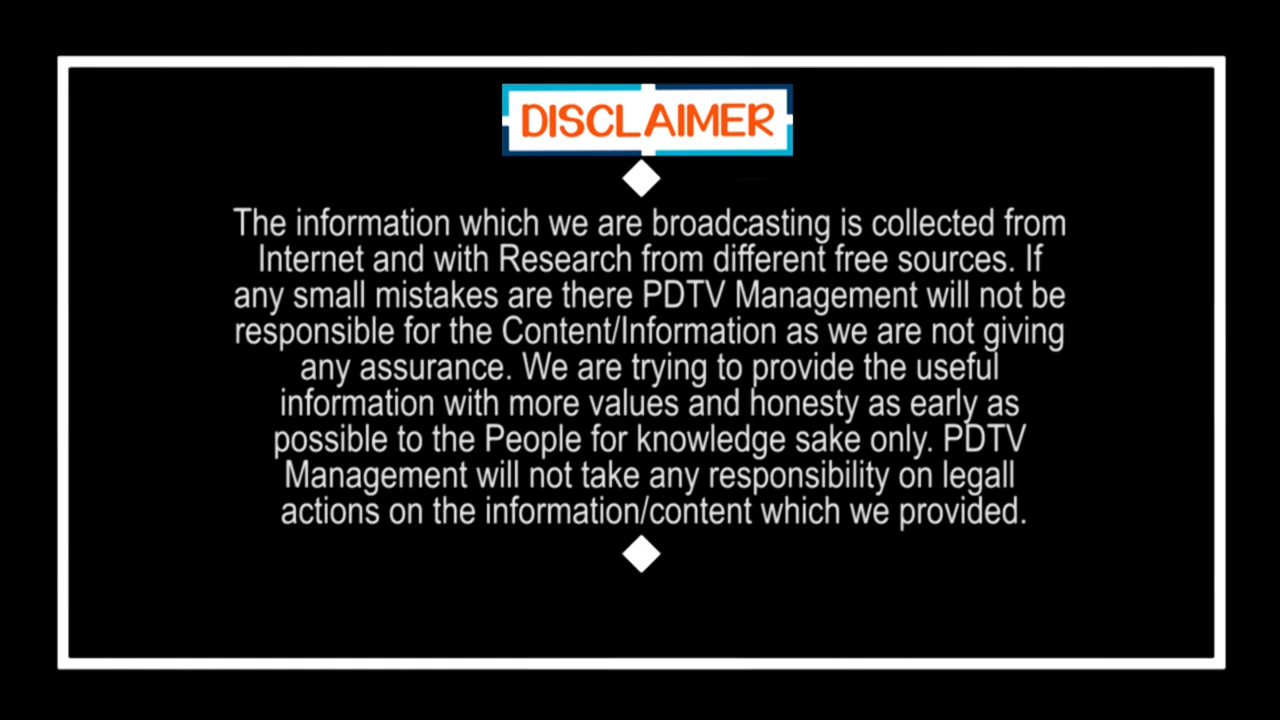 DISCLAIMER
The information which we are broadcasting is collected from
Internet and with Research from different free sources. If
any small mistakes are there PDTV Management will not be
responsible for the Content/Information as we are not giving
any assurance. We are trying to provide the useful
information with more values and honesty as early as
possible to the People for knowledge sake only. PDTV
Management will not take any responsibility on legall
actions on the information/content which we provided.